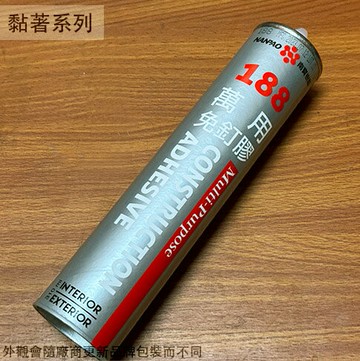 黏著系列
NANPAO
188
萬用
免釘膠
Multi-Purpose
CONSTRUCTION
ADHESIVE
INTERIOR
EXTERIOR
外觀會隨廠商更新品牌包裝而不同